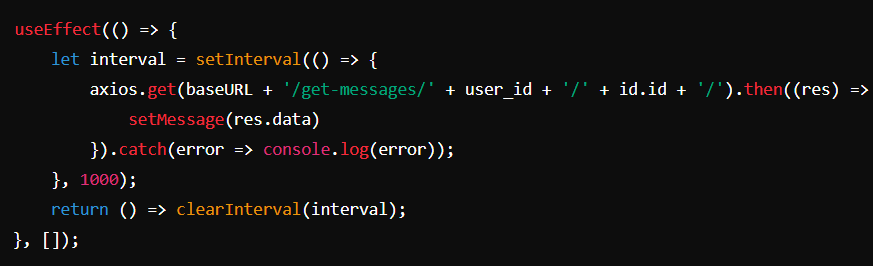 useEffect(() => {
    let interval = setInterval(() => {
        axios.get(baseURL + '/get-messages/' + user_id + '/' + id.id + '/').then((res) =>
            setMessage(res.data)
        }).catch(error => console.log(error));
    }, 1000);
    return () => clearInterval(interval);
}, []);